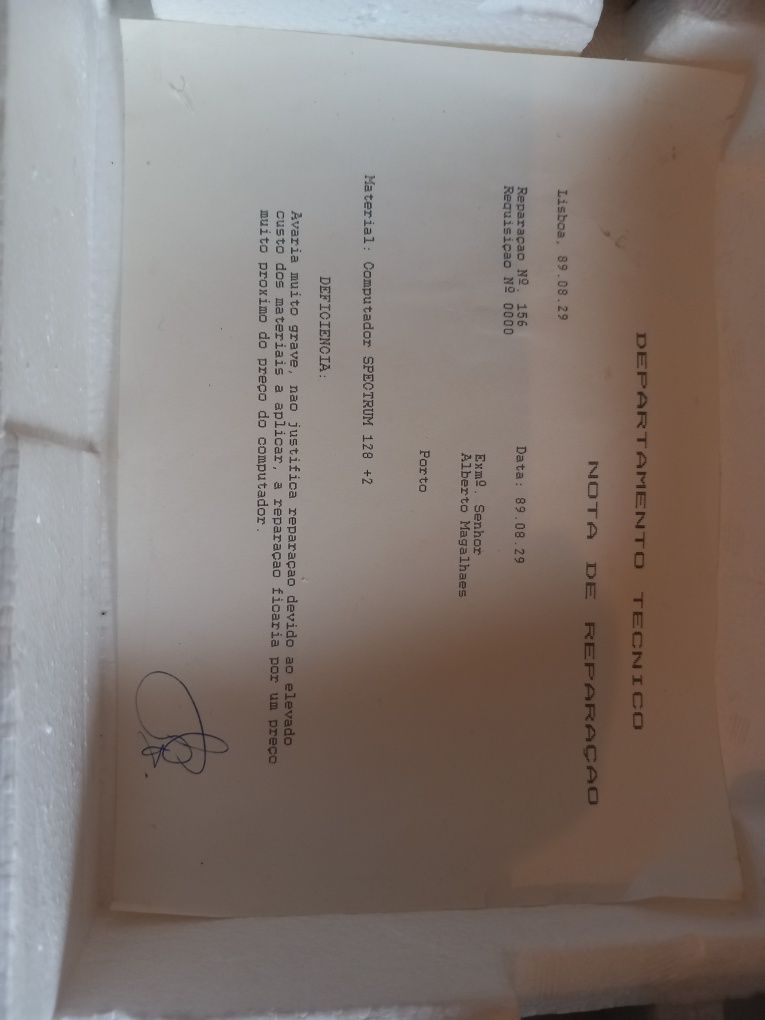 DEPARTAMENTO TECNICO
NOTA DE REPARAÇAO
Lisboa, 89.08.29
Reparaçao Nº. 156 Data: 89.08.29
Requisiçao Nº 0000
Exmº. Senhor
Alberto Magalhaes
Porto
Material: Computador SPECTRUM 128 +2
DEFICIENCIA:
Avaria muito grave, nao justifica reparaçao devido ao elevado
custo dos materiais a aplicar, a reparaçao ficaria por um preço
muito proximo do preço do computador.